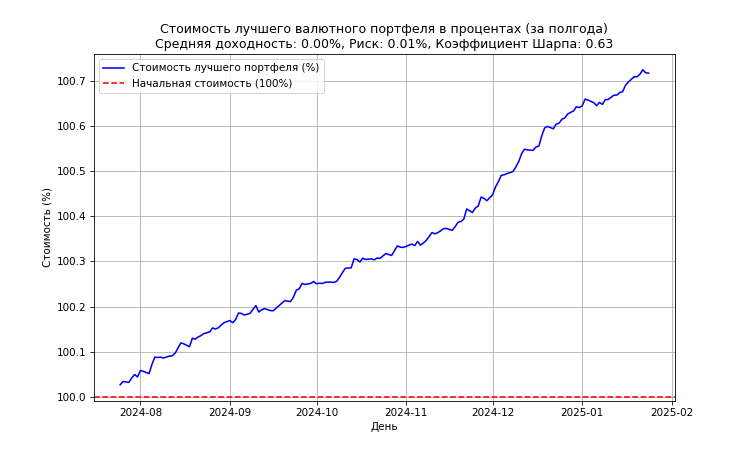 Стоимость лучшего валютного портфеля в процентах (за полгода)
Средняя доходность: 0.00%, Риск: 0.01%, Коэффициент Шарпа: 0.63
Стоимость лучшего портфеля (%)
Начальная стоимость (100%)
Стоимость (%)
100.7
100.6
100.5
100.4
100.3
100.2
100.1
100.0
2024-08 2024-09 2024-10 2024-11 2024-12 2025-01 2025-02
День